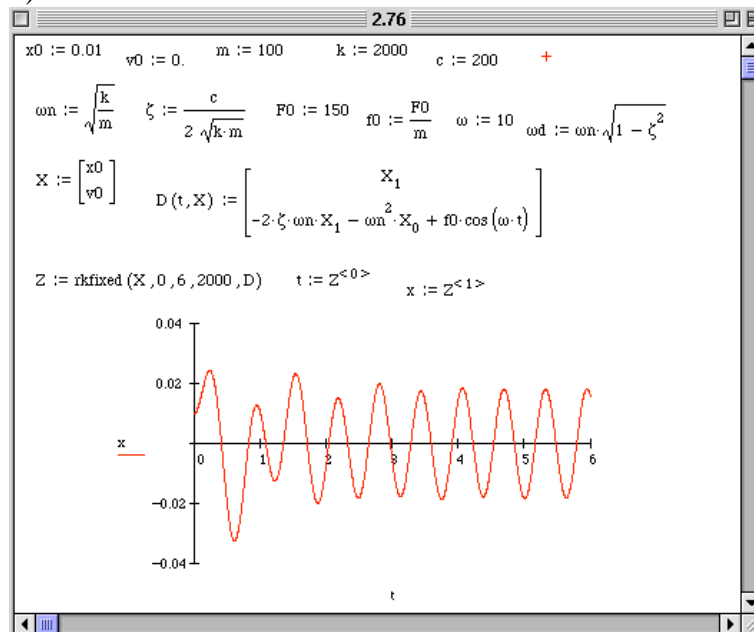 )
2.76
x0 := 0.01 v0 := 0. m := 100 k := 2000 c := 200 +
ωn := √(k/m) ζ := c/(2 √(k·m)) F0 := 150 f0 := F0/m ω := 10 ωd := ωn·√(1 − ζ²)
X := [x0 v0] D(t,X) := [X₁
−2·ζ·ωn·X₁ − ωn²·X₀ + f0·cos(ω·t)]
Z := rkfixed(X,0,6,2000,D) t := Z^<0> x := Z^<1>
0.04
0.02
x
0 1 2 3 4 5 6
−0.02
−0.04
t